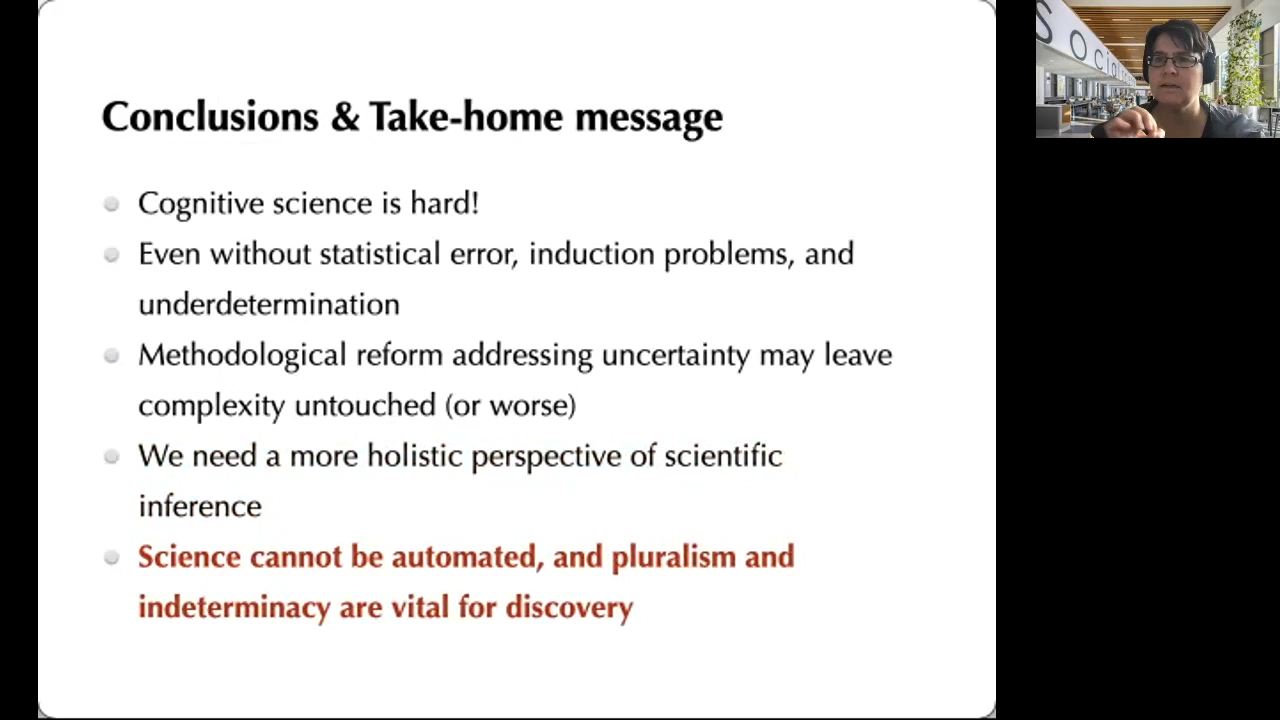 Conclusions & Take-home message
Cognitive science is hard!
Even without statistical error, induction problems, and
underdetermination
Methodological reform addressing uncertainty may leave
complexity untouched (or worse)
We need a more holistic perspective of scientific
inference
Science cannot be automated, and pluralism and
indeterminacy are vital for discovery